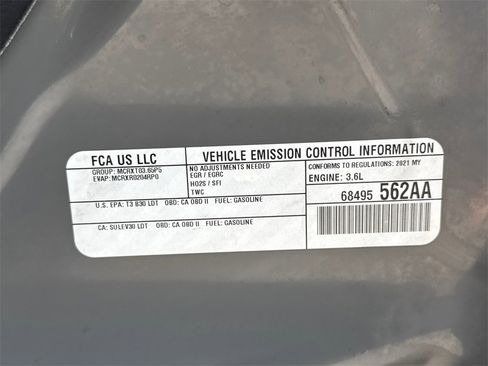 FCA US LLC
GROUP: MCRXT03.65P5
EVAP: MCRXR0204RP0
VEHICLE EMISSION CONTROL INFORMATION
NO ADJUSTMENTS NEEDED
EGR / EGRC
HO2S / SFI
TWC
CONFORMS TO REGULATIONS: 2021 MY
ENGINE: 3.6L
68495 562AA
U.S. EPA: T3 B30 LDT OBD: CA OBD II FUEL: GASOLINE
CA: SULEV30 LDT OBD: CA OBD II FUEL: GASOLINE